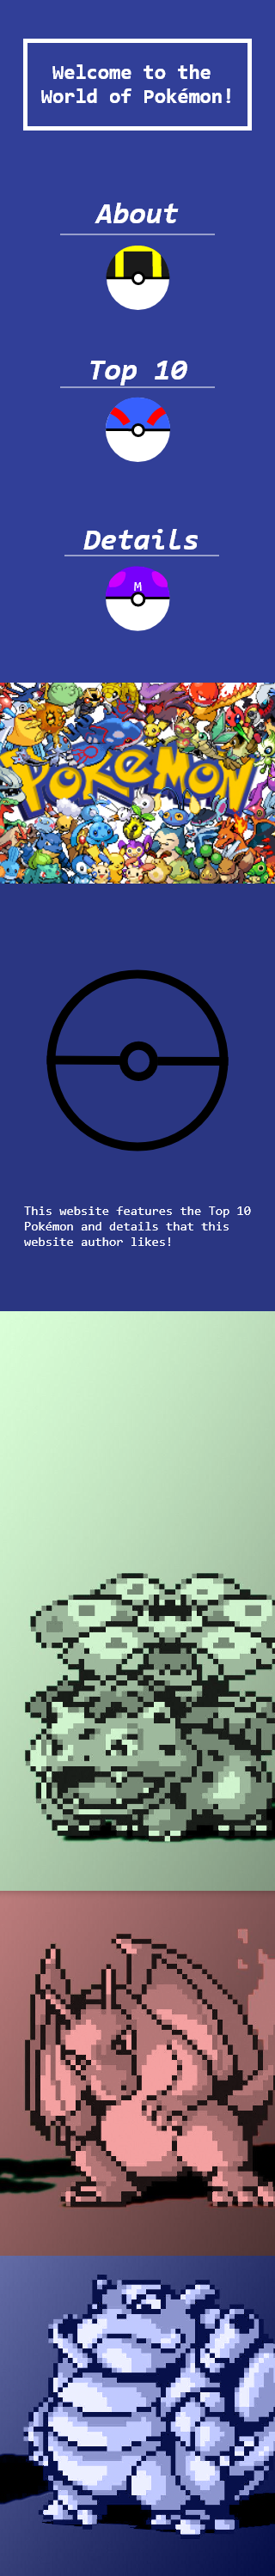 Welcome to the
World of Pokémon!
About
Top 10
Details
M
POKéMON
This website features the Top 10
Pokémon and details that this
website author likes!